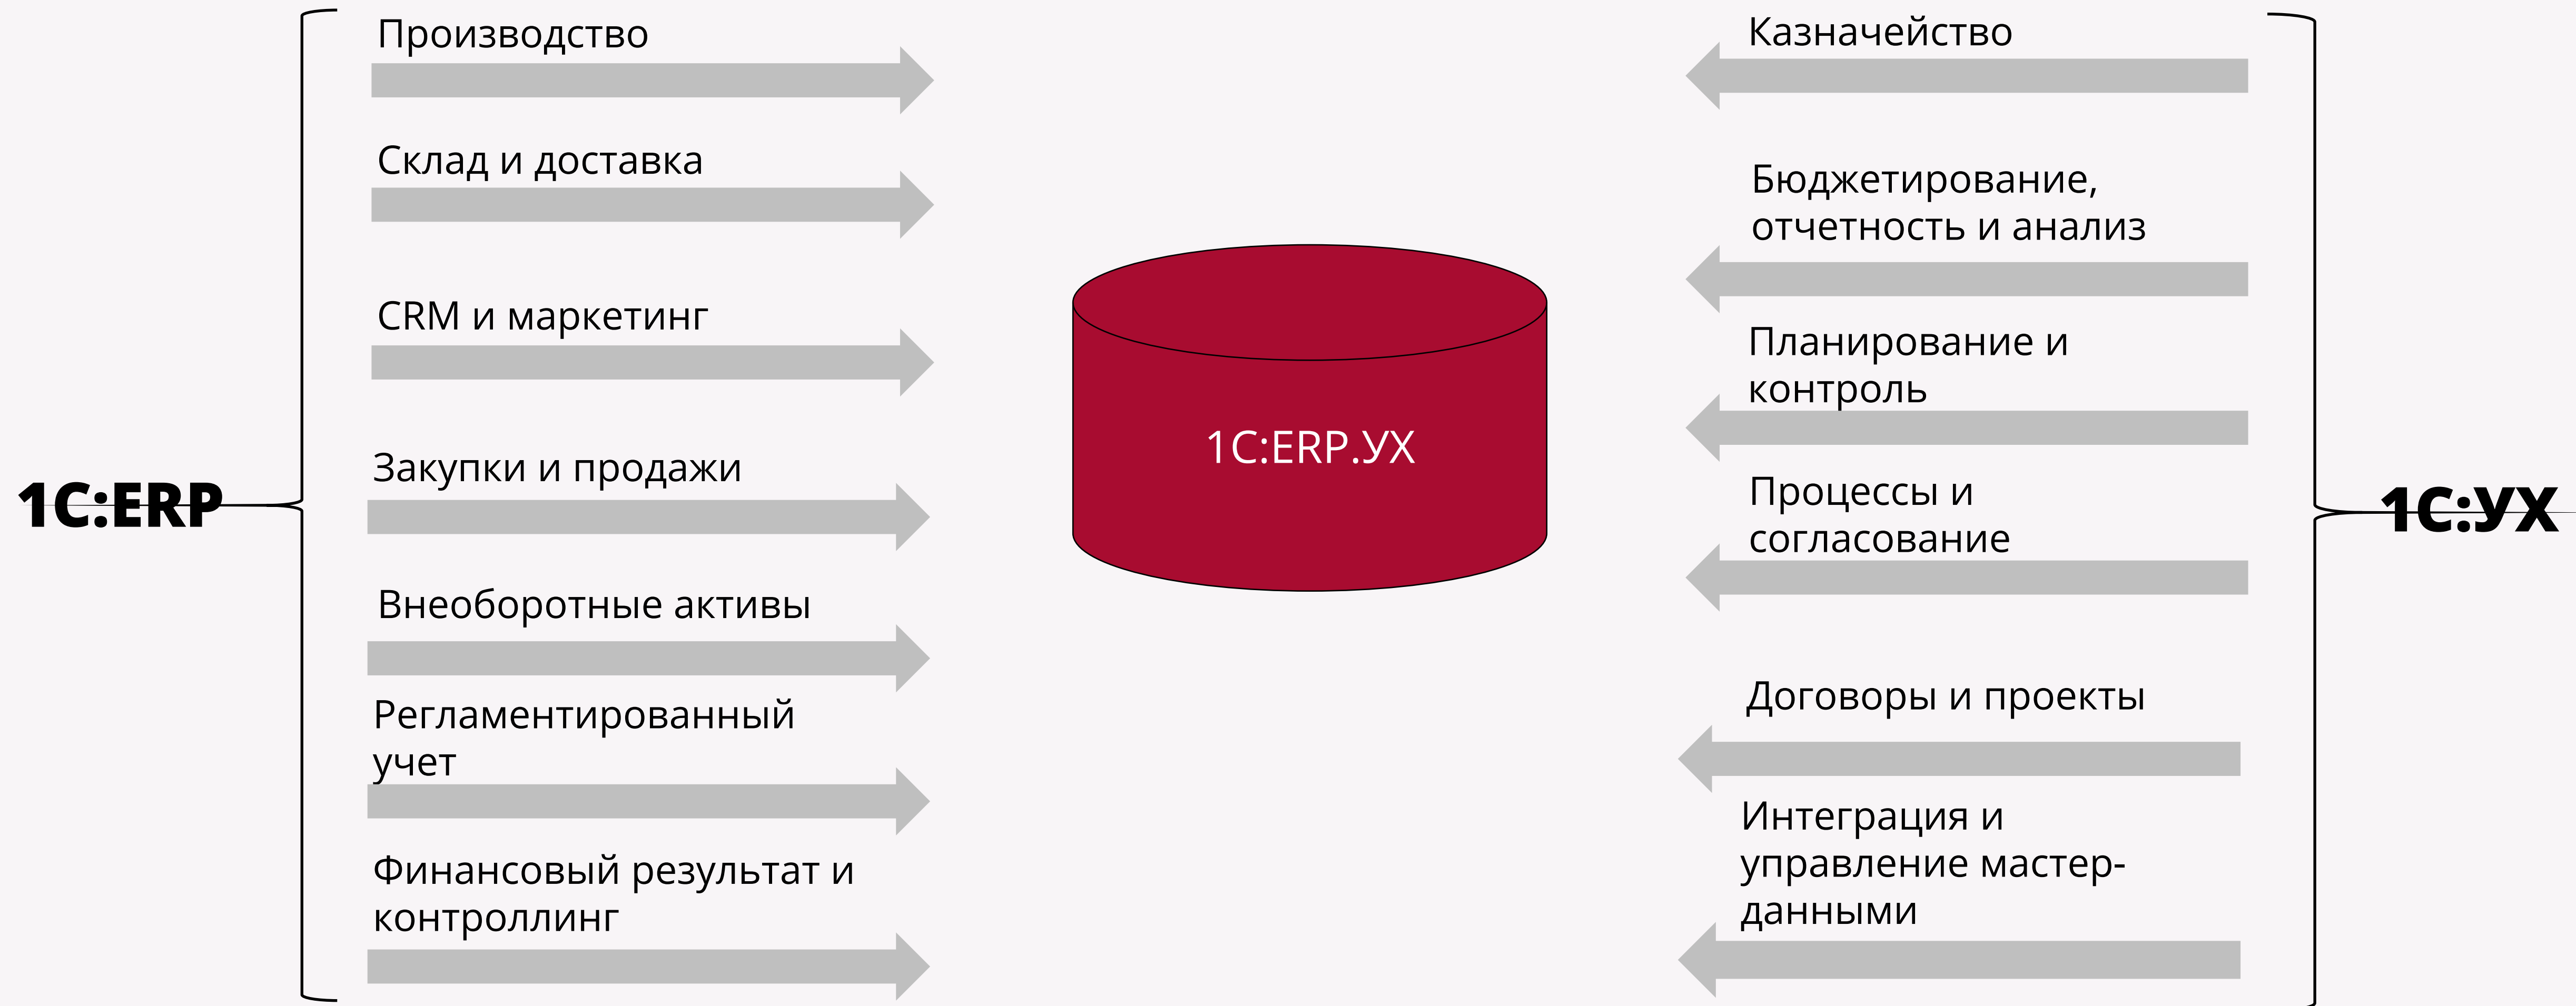 1С:ERP
Производство
Склад и доставка
CRM и маркетинг
Закупки и продажи
Внеоборотные активы
Регламентированный
учет
Финансовый результат и
контроллинг
1С:ERP.УХ
Казначейство
Бюджетирование,
отчетность и анализ
Планирование и
контроль
Процессы и
согласование
Договоры и проекты
Интеграция и
управление мастер-
данными
1С:УХ